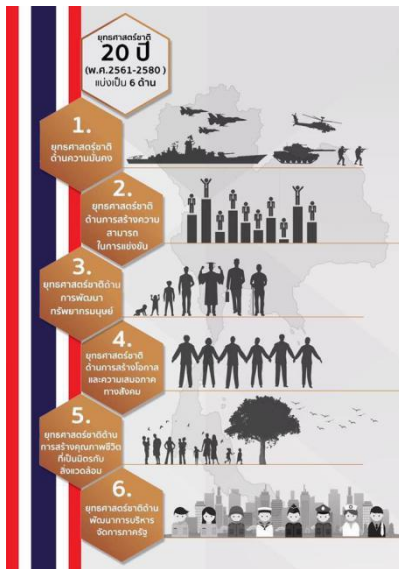 ยุทธศาสตร์ชาติ
20 ปี
(พ.ศ.2561-2580 )
แบ่งเป็น 6 ด้าน
1.
ยุทธศาสตร์ชาติ
ด้านความมั่นคง
2.
ยุทธศาสตร์ชาติ
ด้านการสร้างความ
สามารถ
ในการแข่งขัน
3.
ยุทธศาสตร์ชาติด้าน
การพัฒนา
ทรัพยากรมนุษย์
4.
ยุทธศาสตร์ชาติ
ด้านการสร้างโอกาส
และความเสมอภาค
ทางสังคม
5.
ยุทธศาสตร์ชาติด้าน
การสร้างคุณภาพชีวิต
ที่เป็นมิตรกับ
สิ่งแวดล้อม
6.
ยุทธศาสตร์ชาติด้าน
พัฒนาการบริหาร
จัดการภาครัฐ